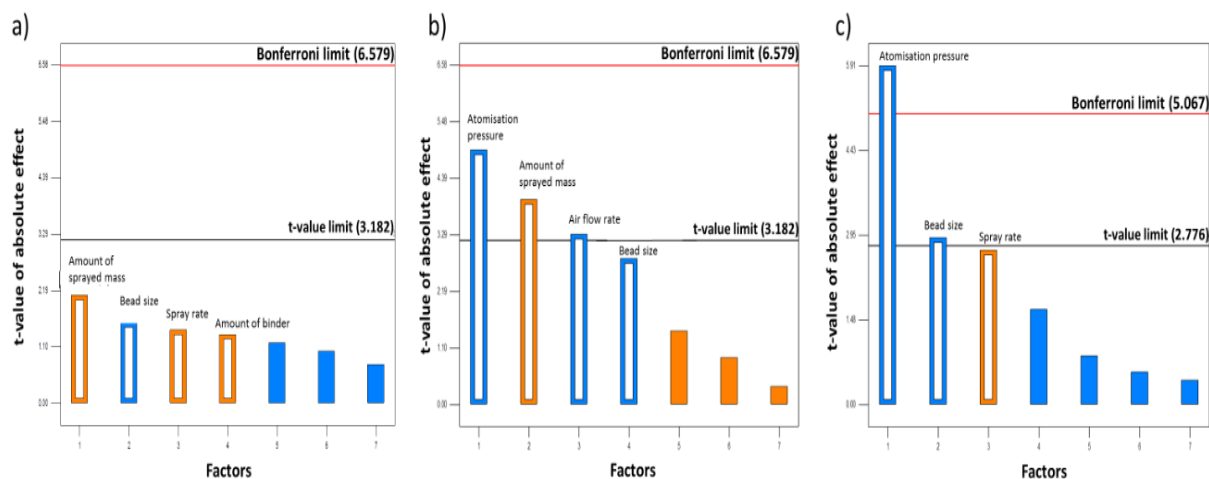 a)
Bonferroni limit (6.579)
t-value limit (3.182)
t-value of absolute effect
6.58
5.48
4.39
3.29
2.19
1.10
0.00
Amount of
sprayed mass
Bead size
Spray rate
Amount of binder
1 2 3 4 5 6 7
Factors
b)
Bonferroni limit (6.579)
t-value limit (3.182)
t-value of absolute effect
6.58
5.48
4.39
3.29
2.19
1.10
0.00
Atomisation
pressure
Amount of
sprayed mass
Air flow rate
Bead size
1 2 3 4 5 6 7
Factors
c)
Atomisation pressure
Bonferroni limit (5.067)
t-value limit (2.776)
t-value of absolute effect
5.91
4.43
2.95
1.48
0.00
Bead size
Spray rate
1 2 3 4 5 6 7
Factors